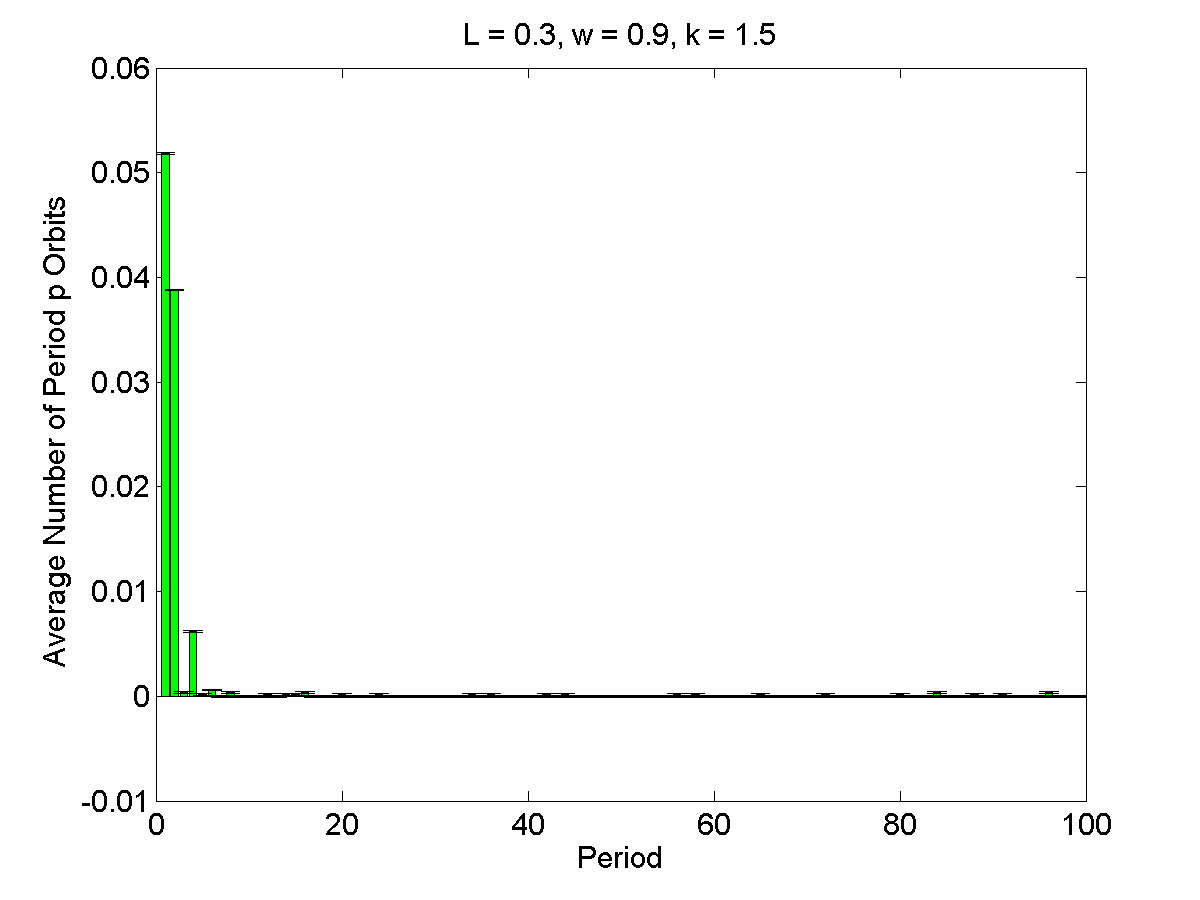 L = 0.3, w = 0.9, k = 1.5
0.06
0.05
0.04
0.03
0.02
0.01
0
-0.01
Average Number of Period p Orbits
0 20 40 60 80 100
Period